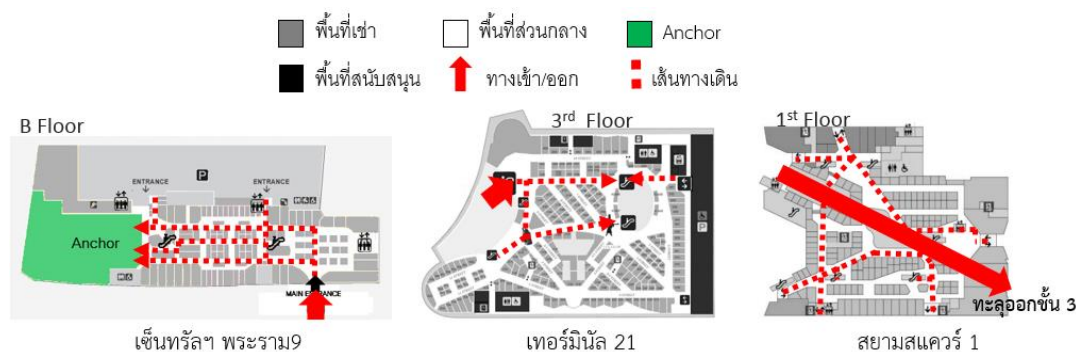 พื้นที่เช่า
พื้นที่ส่วนกลาง
Anchor
พื้นที่สนับสนุน
ทางเข้า/ออก
เส้นทางเดิน
B Floor
3rd Floor
1st Floor
ENTRANCE
ENTRANCE
P
Anchor
MAIN ENTRANCE
P
ทะลุออกชั้น 3
เซ็นทรัลฯ พระราม9
เทอร์มินัล 21
สยามสแควร์ 1